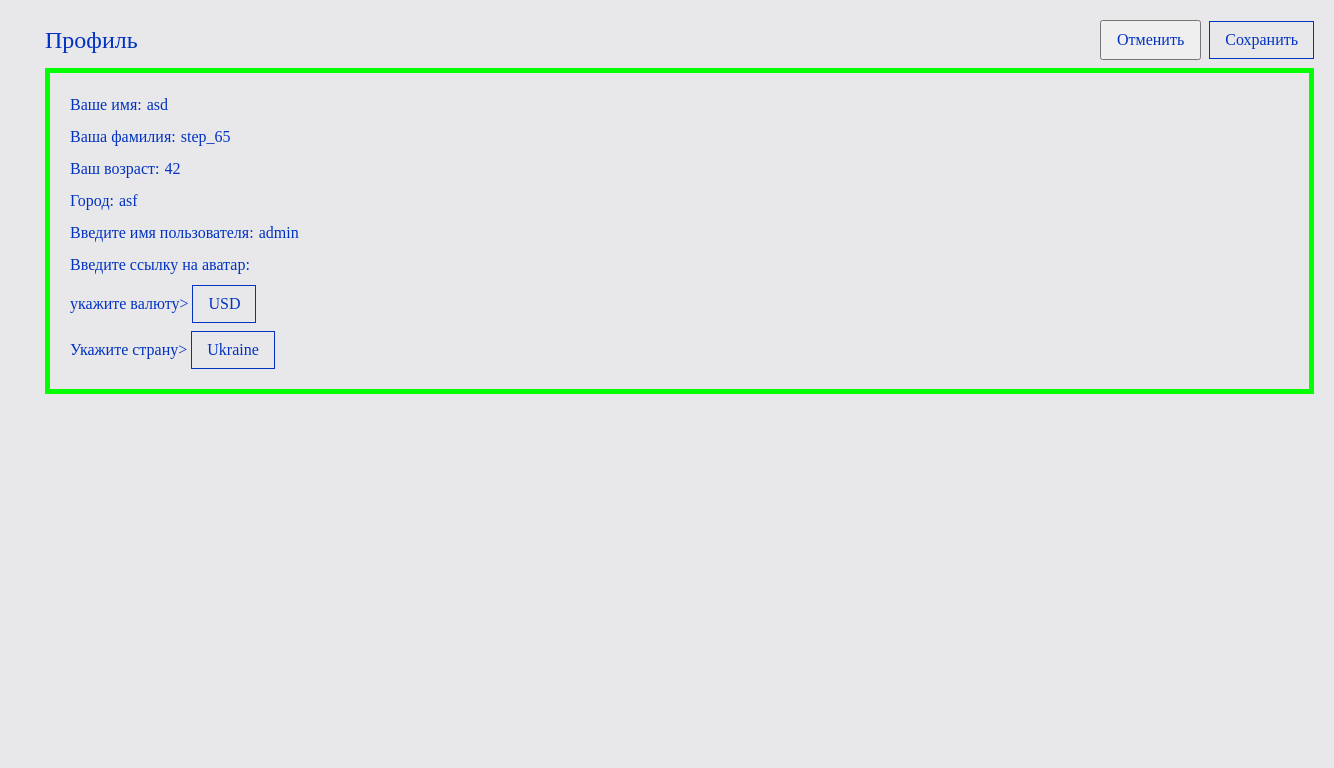 Профиль
Отменить
Сохранить
Ваше имя: asd
Ваша фамилия: step_65
Ваш возраст: 42
Город: asf
Введите имя пользователя: admin
Введите ссылку на аватар:
укажите валюту> USD
Укажите страну> Ukraine